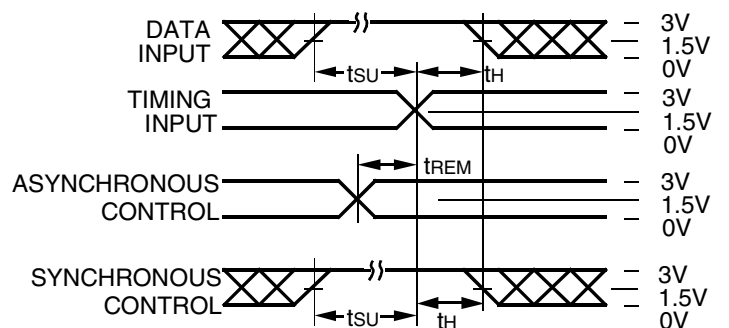 DATA
INPUT
3V
1.5V
0V
tSU
tH
TIMING
INPUT
3V
1.5V
0V
tREM
ASYNCHRONOUS
CONTROL
3V
1.5V
0V
SYNCHRONOUS
CONTROL
3V
1.5V
0V
tSU
tH